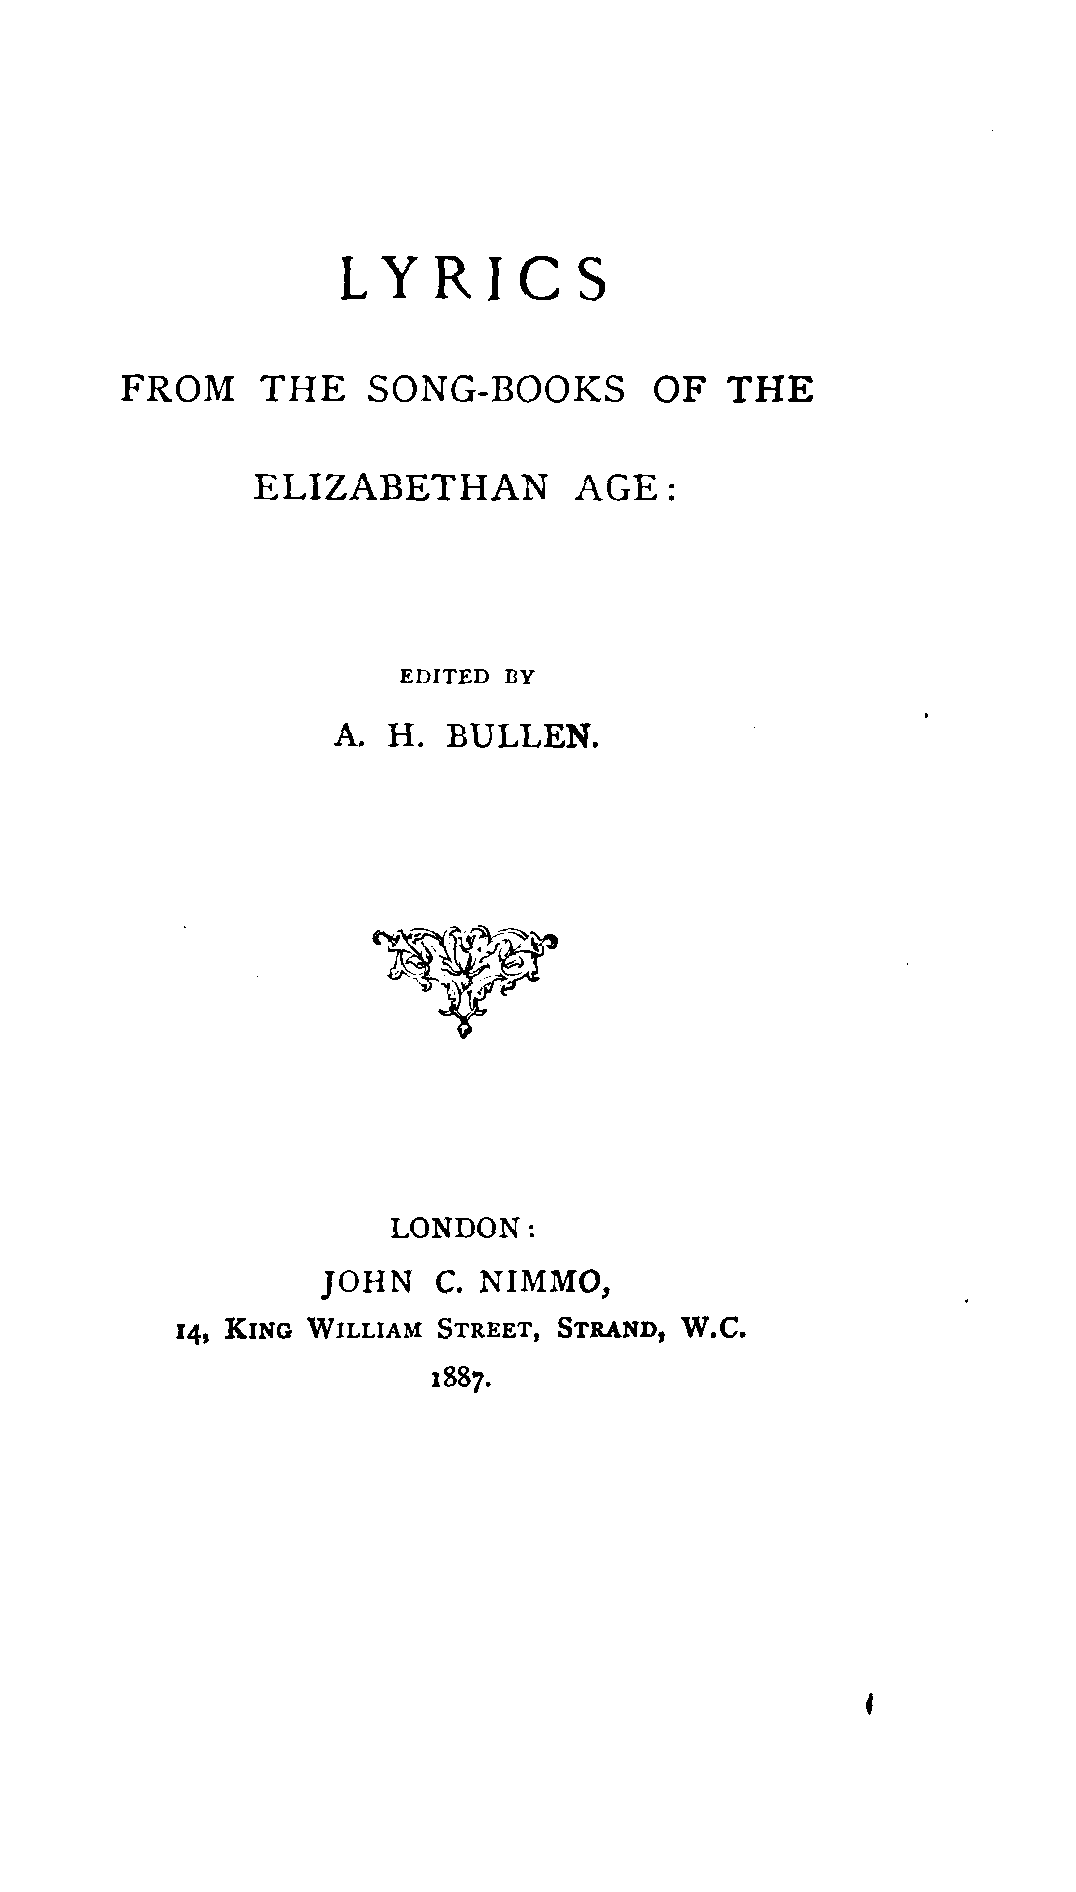 LYRICS
FROM THE SONG-BOOKS OF THE
ELIZABETHAN AGE:
EDITED BY
A. H. BULLEN.
LONDON:
JOHN C. NIMMO,
14, KING WILLIAM STREET, STRAND, W.C.
1887.